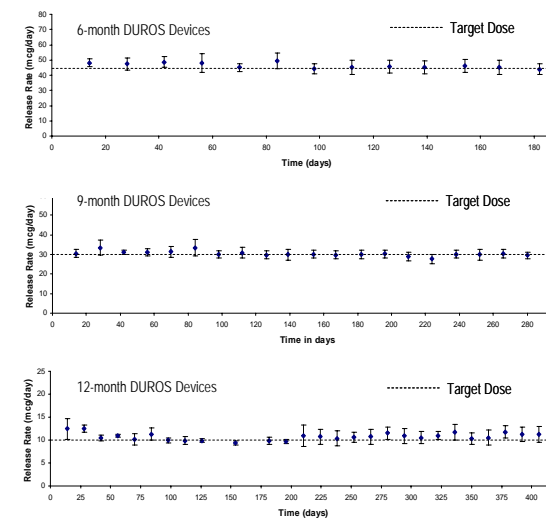 6-month DUROS Devices
Target Dose
Release Rate (mcg/day)
80
70
60
50
40
30
20
10
0
0 20 40 60 80 100 120 140 160 180
Time (days)
9-month DUROS Devices
Target Dose
Release Rate (mcg/day)
50
40
30
20
10
0
0 20 40 60 80 100 120 140 160 180 200 220 240 260 280
Time in days
12-month DUROS Devices
Target Dose
Release Rate (mcg/day)
25
20
15
10
5
0
0 25 50 75 100 125 150 175 200 225 250 275 300 325 350 375 400
Time (days)